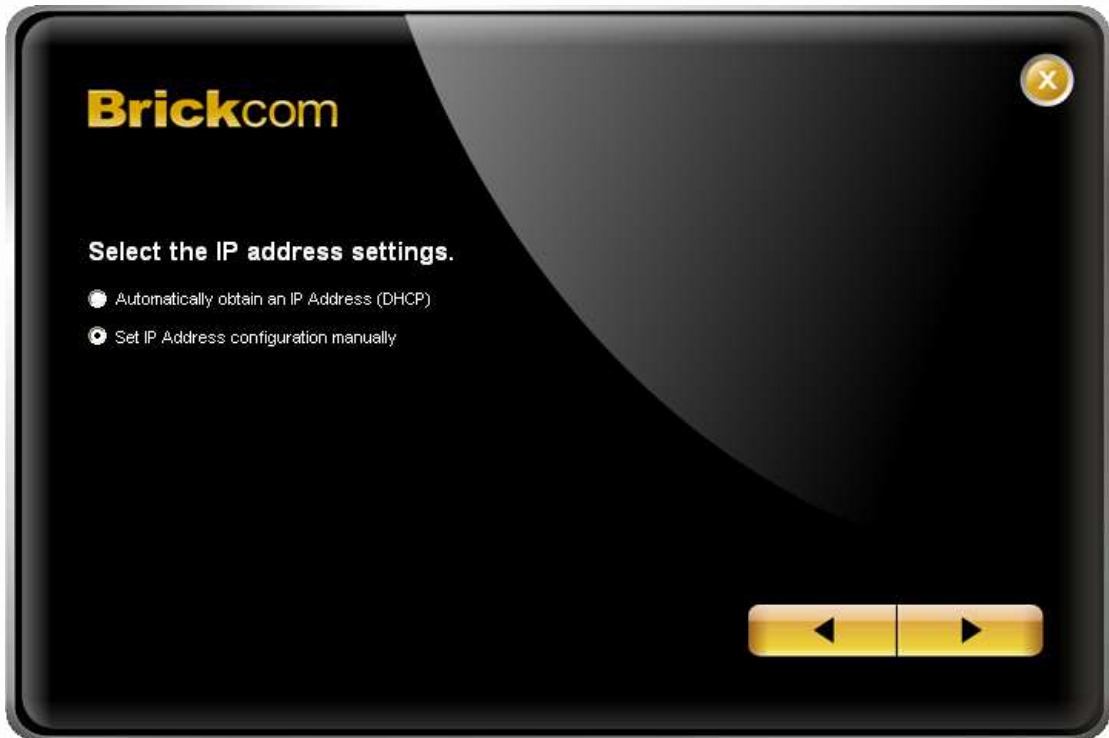 Brickcom
X
Select the IP address settings.
Automatically obtain an IP Address (DHCP)
Set IP Address configuration manually